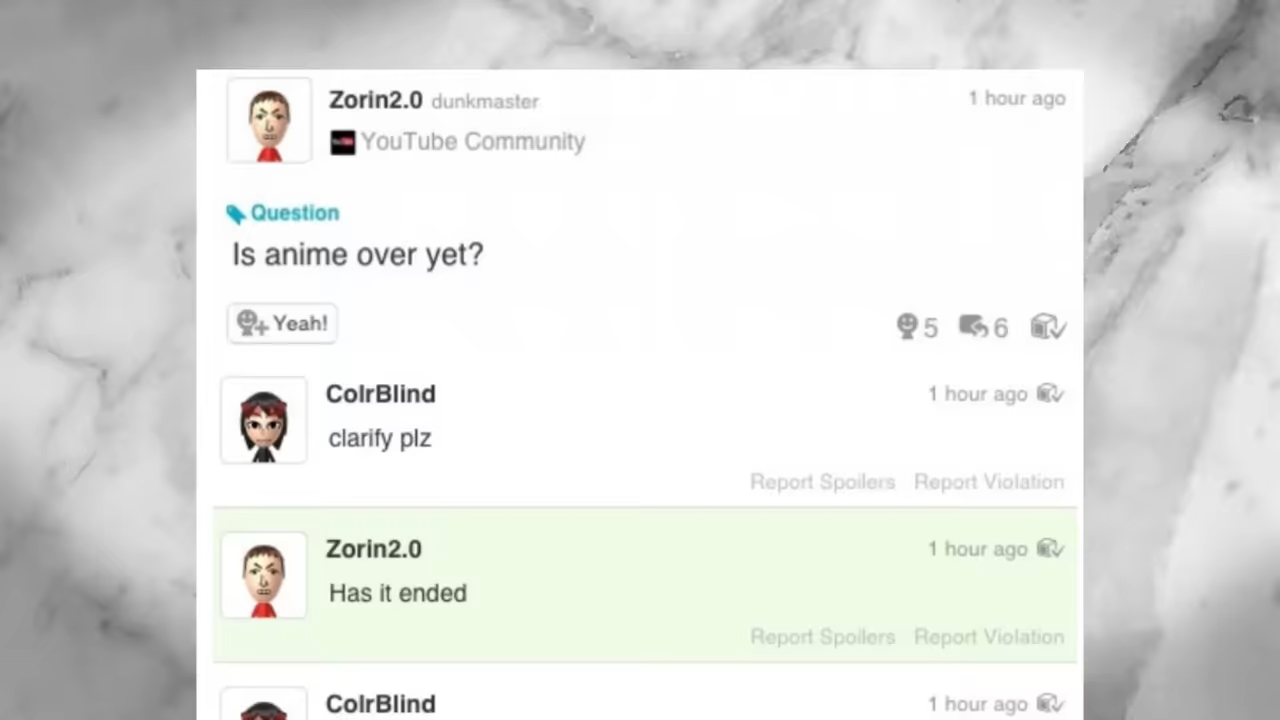 Zorin2.0 dunkmaster 1 hour ago
YouTube Community
Question
Is anime over yet?
Yeah! 5 6
ColrBlind 1 hour ago
clarify plz
Report Spoilers Report Violation
Zorin2.0 1 hour ago
Has it ended
Report Spoilers Report Violation
ColrBlind 1 hour ago